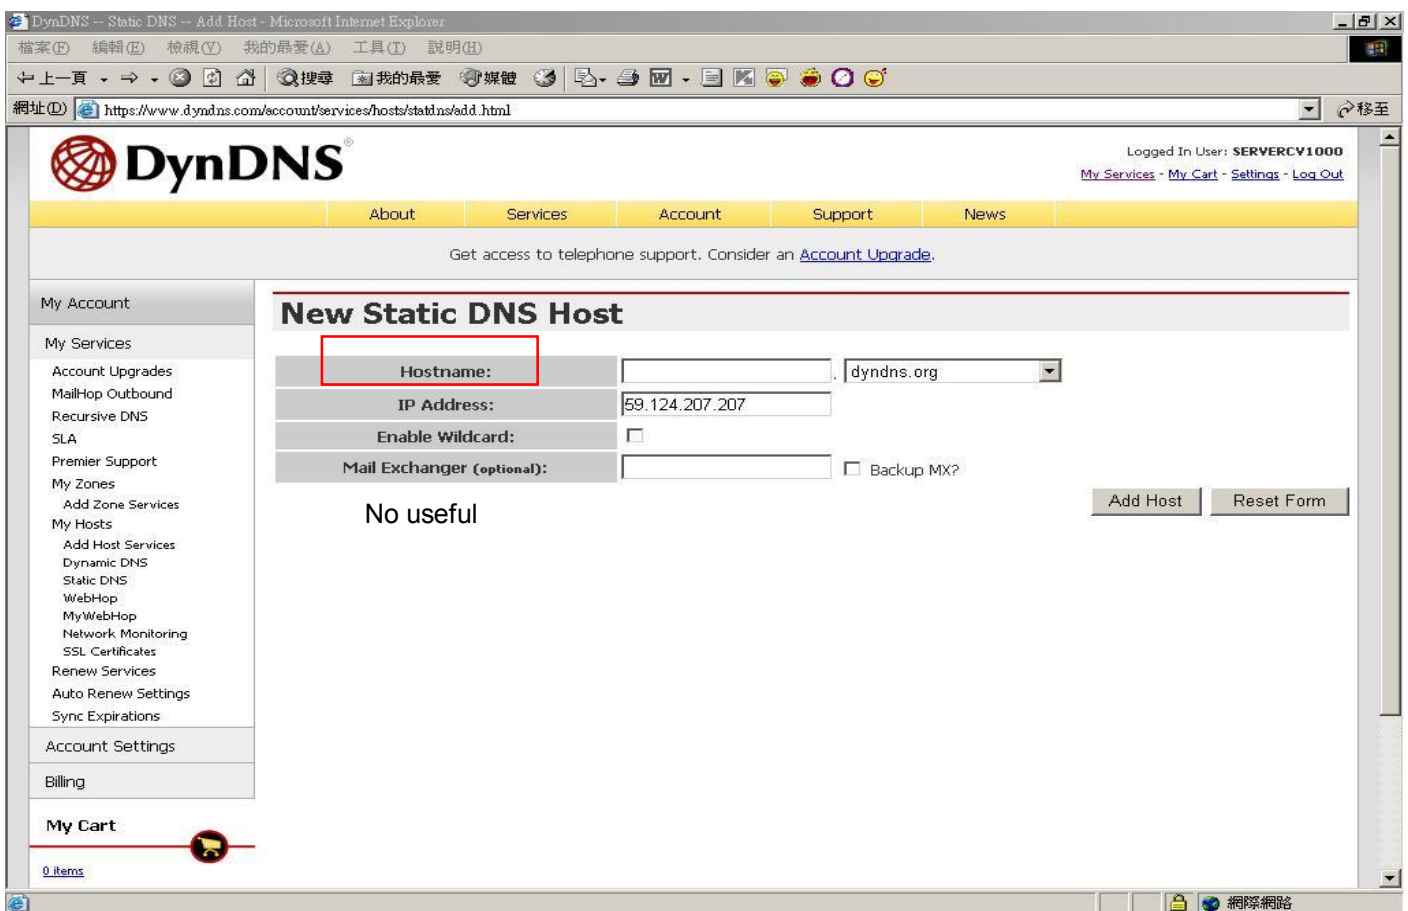 DynDNS -- Static DNS -- Add Host - Microsoft Internet Explorer
檔案(F) 編輯(E) 檢視(V) 我的最愛(A) 工具(T) 說明(H)
上一頁 搜尋 我的最愛 媒體
網址(D) https://www.dyndns.com/account/services/hosts/statdns/add.html 移至
DynDNS®
Logged In User: SERVERCV1000
My Services - My Cart - Settings - Log Out
About Services Account Support News
Get access to telephone support. Consider an Account Upgrade.
My Account
My Services
Account Upgrades
MailHop Outbound
Recursive DNS
SLA
Premier Support
My Zones
Add Zone Services
My Hosts
Add Host Services
Dynamic DNS
Static DNS
WebHop
MyWebHop
Network Monitoring
SSL Certificates
Renew Services
Auto Renew Settings
Sync Expirations
Account Settings
Billing
My Cart
0 items
New Static DNS Host
Hostname: . dyndns.org
IP Address: 59.124.207.207
Enable Wildcard:
Mail Exchanger (optional): Backup MX?
Add Host Reset Form
No useful
網際網路